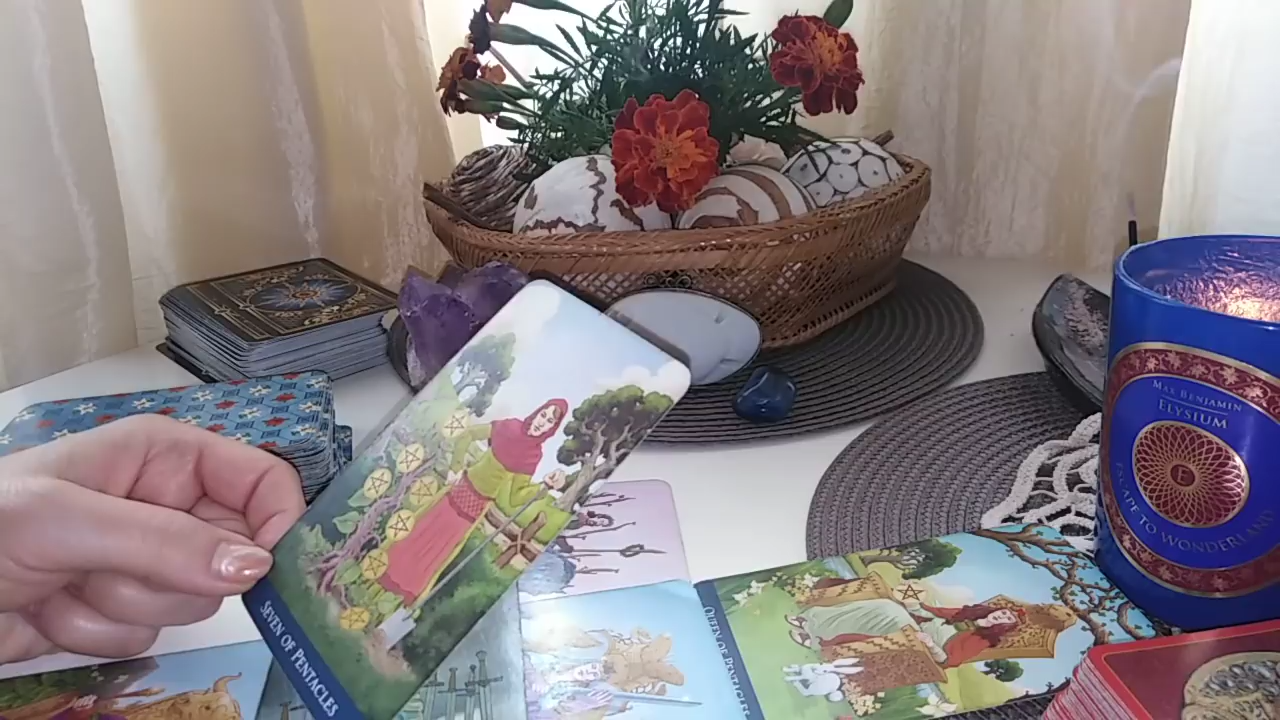 SEVEN OF PENTACLES
QUEEN OF PENTACLES
MAX BENJAMIN
ELYSIUM
ESCAPE TO WONDERLAND